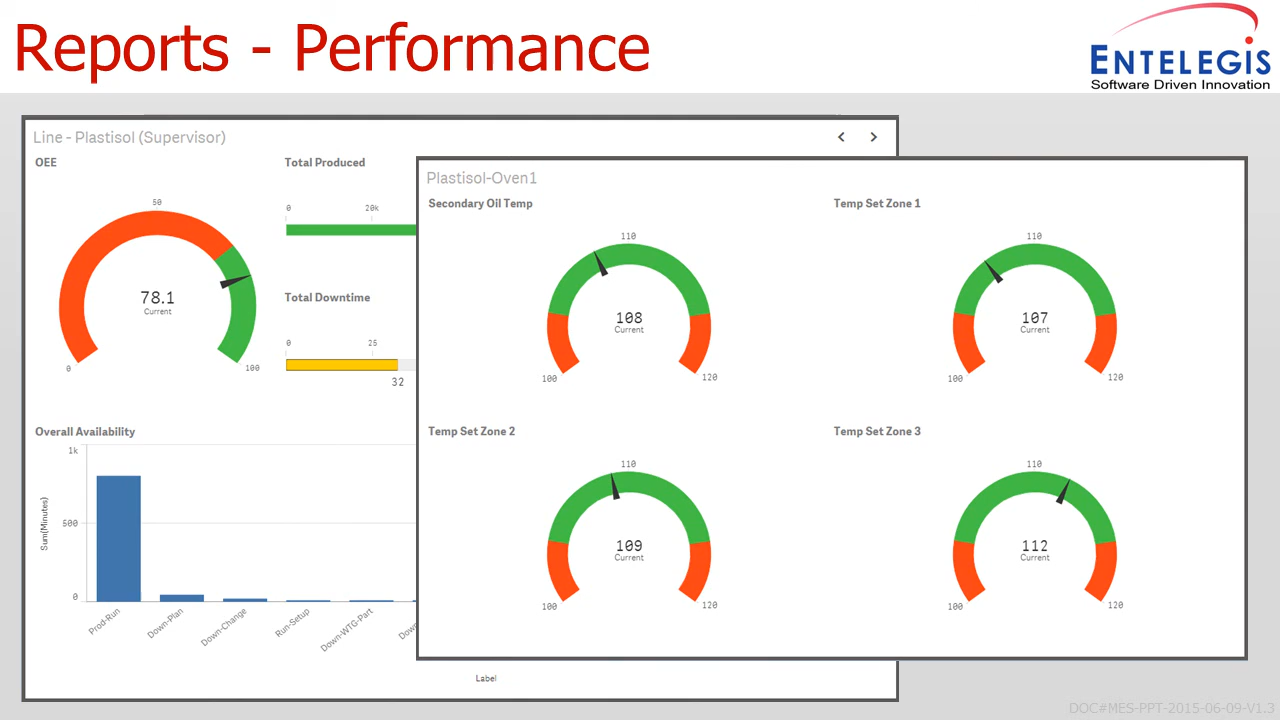 Reports - Performance
ENTELEGIS
Software Driven Innovation
Line - Plastisol (Supervisor)
OEE
50
78.1
Current
0
100
Total Produced
0
20k
Total Downtime
0
25
32
Overall Availability
1k
500
0
Sum(Minutes)
Prod-Run
Down-Plan
Down-Change
Run-Setup
Down-WTG-Part
Label
Plastisol-Oven1
Secondary Oil Temp
110
108
Current
100
120
Temp Set Zone 1
110
107
Current
100
120
Temp Set Zone 2
110
109
Current
100
120
Temp Set Zone 3
110
112
Current
100
120
DOC#MES-PPT-2015-06-09-V1.3